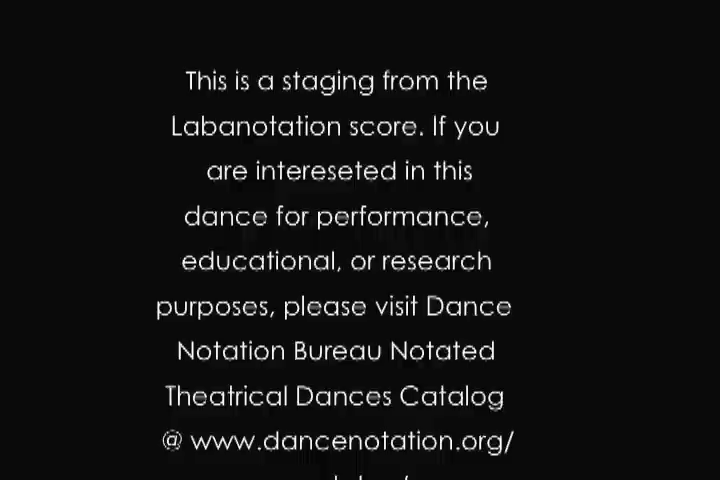 This is a staging from the
Labanotation score. If you
are intereseted in this
dance for performance,
educational, or research
purposes, please visit Dance
Notation Bureau Notated
Theatrical Dances Catalog
@ www.dancenotation.org/